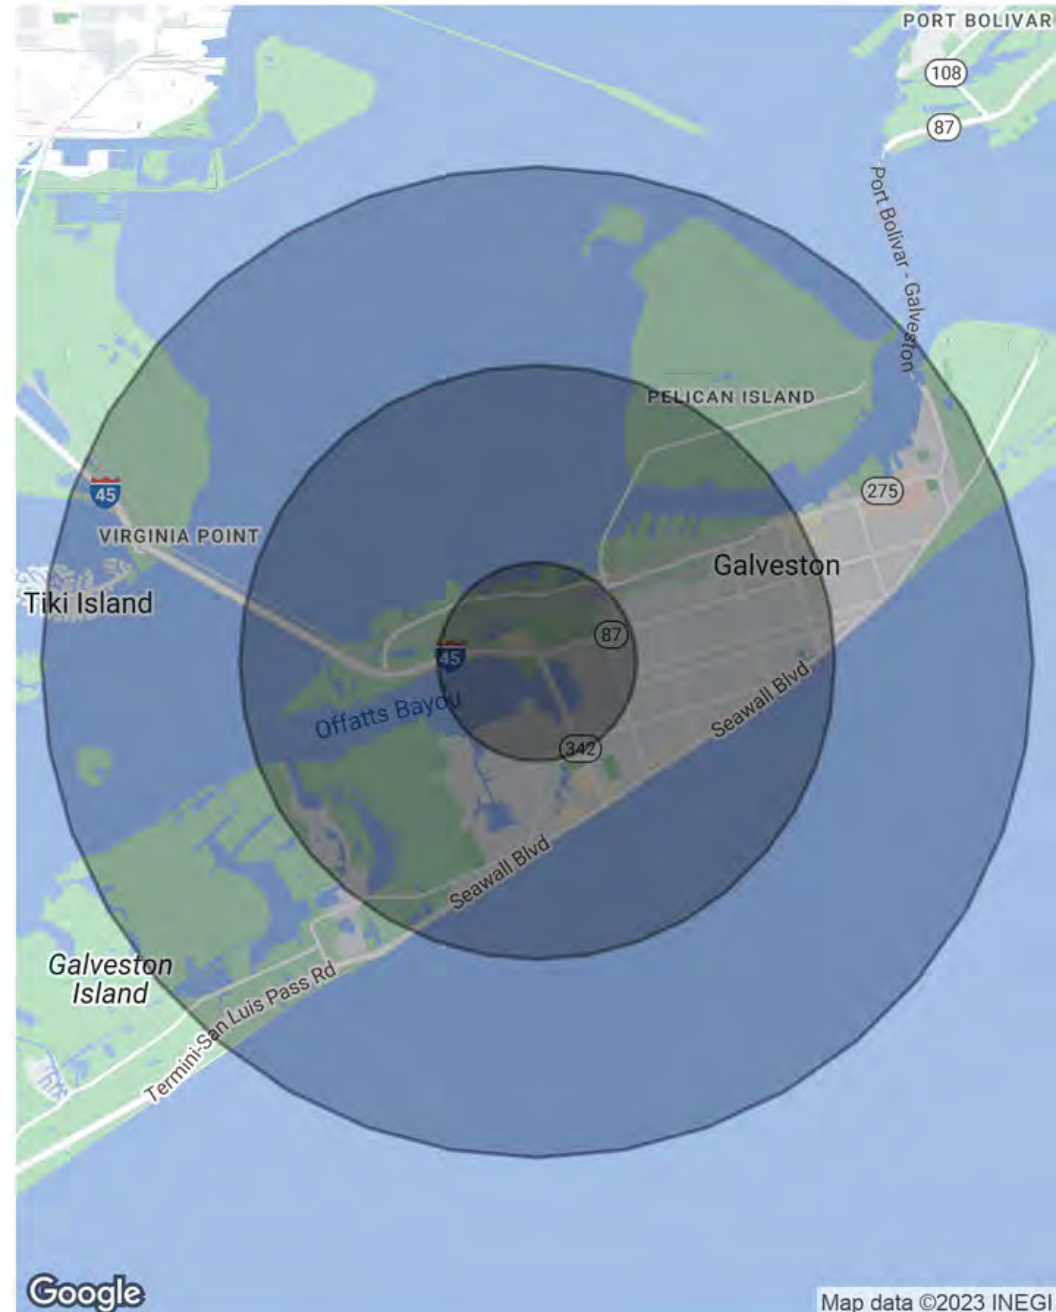 PORT BOLIVAR
108
87
Port Bolivar - Galveston
PELICAN ISLAND
45
275
VIRGINIA POINT
Galveston
Tiki Island
87
45
Offatts Bayou
Seawall Blvd
342
Seawall Blvd
Galveston
Island
Termini-San Luis Pass Rd
Google
Map data ©2023 INEGI